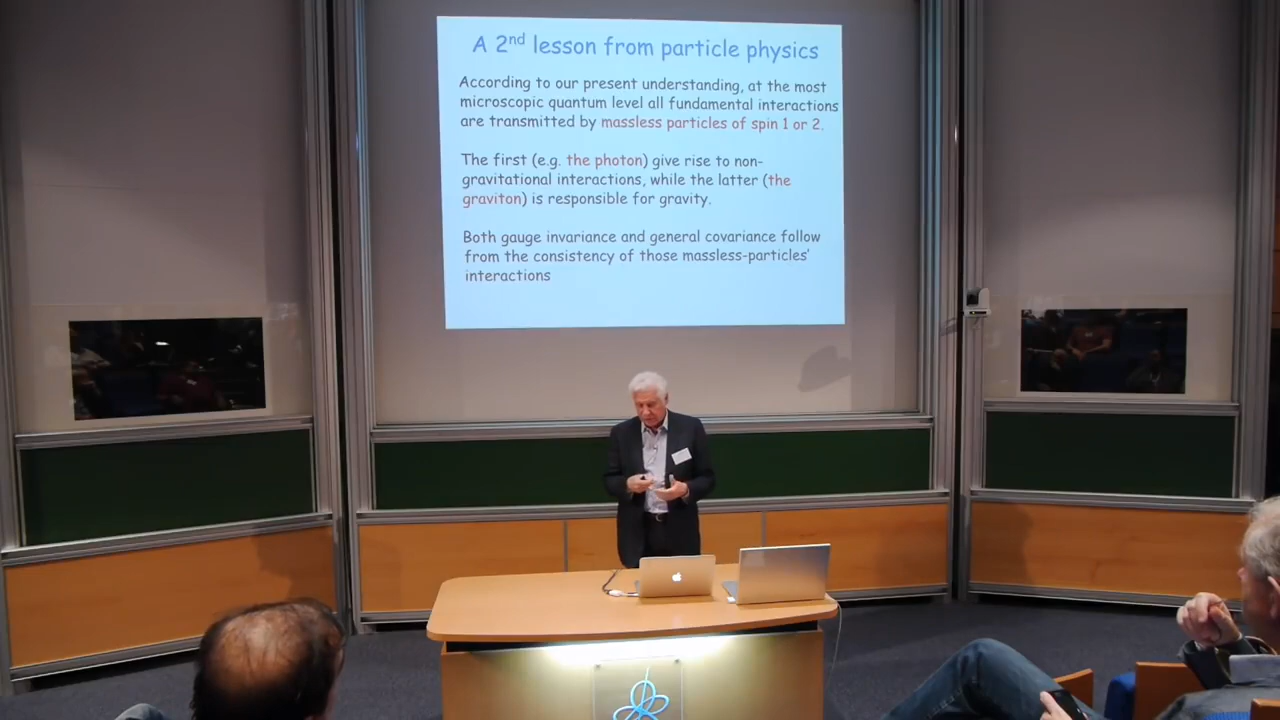 A 2nd lesson from particle physics
According to our present understanding, at the most
microscopic quantum level all fundamental interactions
are transmitted by massless particles of spin 1 or 2.
The first (e.g. the photon) give rise to non-
gravitational interactions, while the latter (the
graviton) is responsible for gravity.
Both gauge invariance and general covariance follow
from the consistency of those massless-particles'
interactions